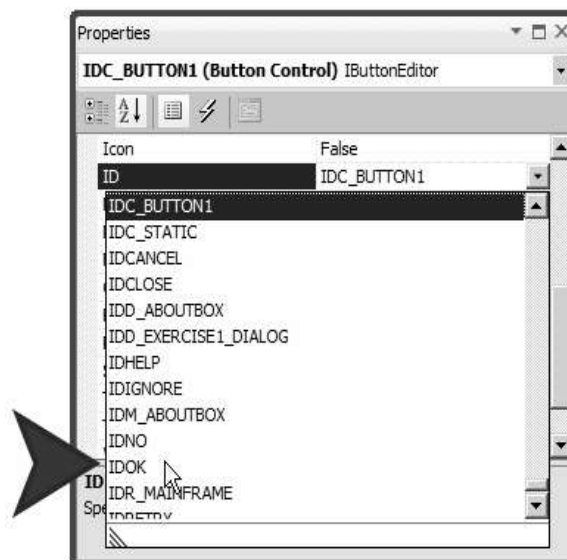 Properties
IDC_BUTTON1 (Button Control) IButtonEditor
A
Z
Icon False
ID IDC_BUTTON1
IDC_BUTTON1
IDC_STATIC
IDCANCEL
IDCLOSE
IDD_ABOUTBOX
IDD_EXERCISE1_DIALOG
IDHELP
IDIGNORE
IDM_ABOUTBOX
IDNO
IDOK
ID
IDR_MAINFRAME
Spe
IDRETRY